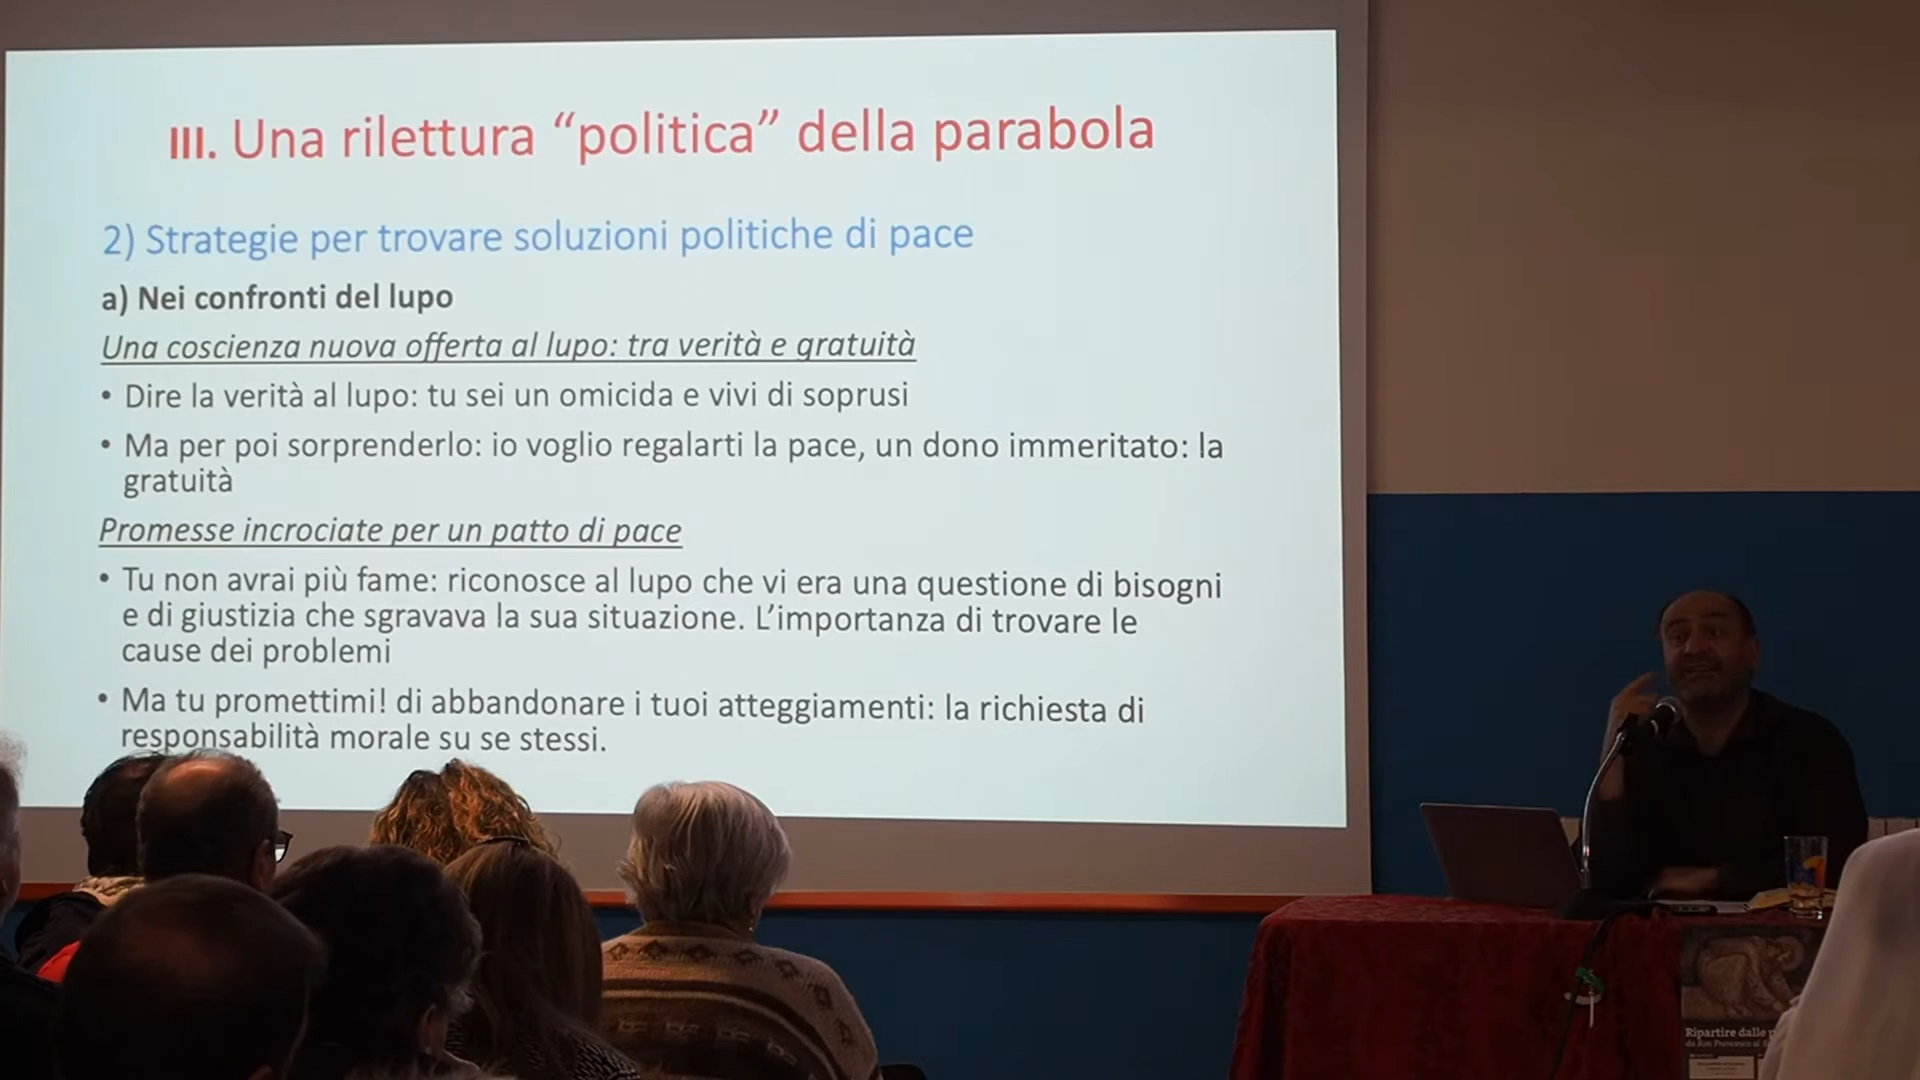 III. Una rilettura “politica” della parabola
2) Strategie per trovare soluzioni politiche di pace
a) Nei confronti del lupo
Una coscienza nuova offerta al lupo: tra verità e gratuità
• Dire la verità al lupo: tu sei un omicida e vivi di soprusi
• Ma per poi sorprenderlo: io voglio regalarti la pace, un dono immeritato: la
gratuità
Promesse incrociate per un patto di pace
• Tu non avrai più fame: riconosce al lupo che vi era una questione di bisogni
e di giustizia che sgravava la sua situazione. L’importanza di trovare le
cause dei problemi
• Ma tu promettimi! di abbandonare i tuoi atteggiamenti: la richiesta di
responsabilità morale su se stessi.
Ripartire dalle
da San Francesco